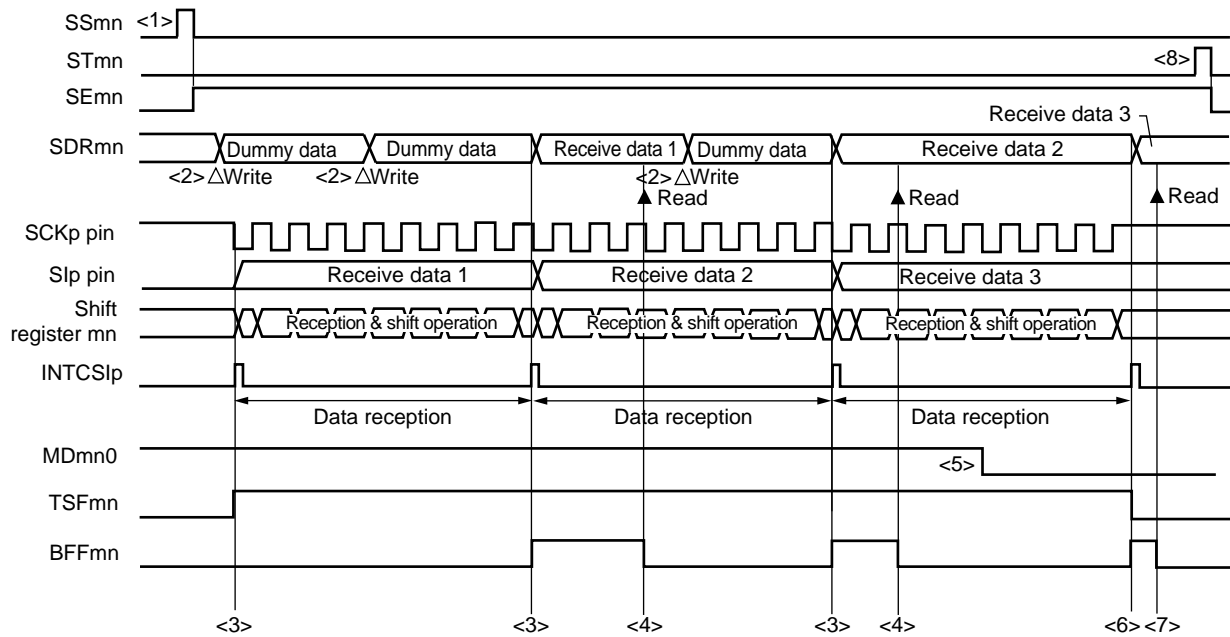 SSmn <1>
STmn <8>
SEmn
Receive data 3
SDRmn Dummy data Dummy data Receive data 1 Dummy data Receive data 2
<2> △Write <2> △Write <2> △Write
▲ Read ▲ Read ▲ Read
SCKp pin
SIp pin Receive data 1 Receive data 2 Receive data 3
Shift
register mn Reception & shift operation Reception & shift operation Reception & shift operation
INTCSIp
Data reception Data reception Data reception
MDmn0 <5>
TSFmn
BFFmn
<3> <3> <4> <3> <4> <6> <7>